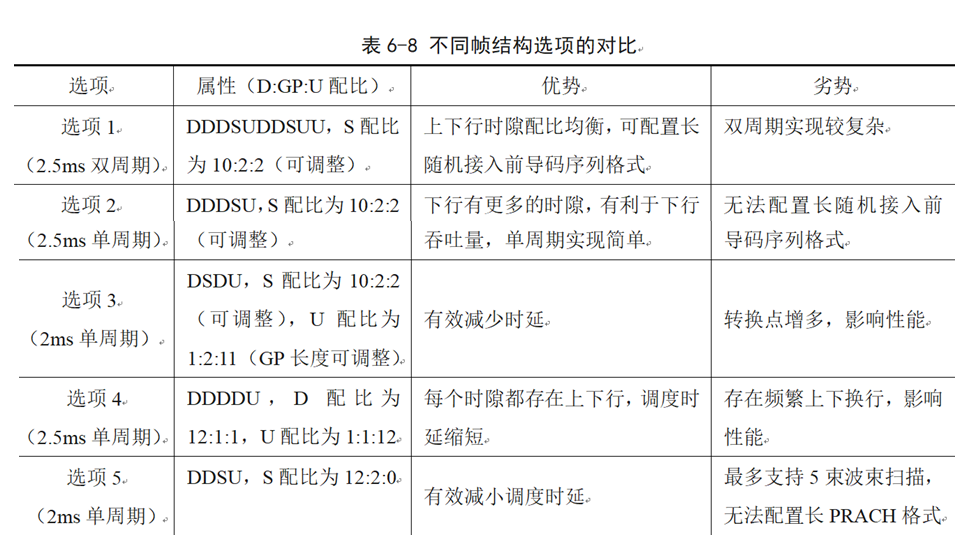 表 6-8 不同帧结构选项的对比
选项 属性（D:GP:U 配比） 优势 劣势
选项 1
（2.5ms 双周期）
DDDSUDDSUU，S 配比
为 10:2:2（可调整）
上下行时隙配比均衡，可配置长
随机接入前导码序列格式
双周期实现较复杂
选项 2
（2.5ms 单周期）
DDDSU，S 配比为 10:2:2
（可调整）
下行有更多的时隙，有利于下行
吞吐量，单周期实现简单
无法配置长随机接入前
导码序列格式
选项 3
（2ms 单周期）
DSDU，S 配比为 10:2:2
（可调整），U 配比为
1:2:11（GP 长度可调整）
有效减少时延
转换点增多，影响性能
选项 4
（2.5ms 单周期）
DDDDU，D 配比为
12:1:1，U 配比为 1:1:12
每个时隙都存在上下行，调度时
延缩短
存在频繁上下换行，影响
性能
选项 5
（2ms 单周期）
DDSU，S 配比为 12:2:0
有效减小调度时延
最多支持 5 束波束扫描，
无法配置长 PRACH 格式